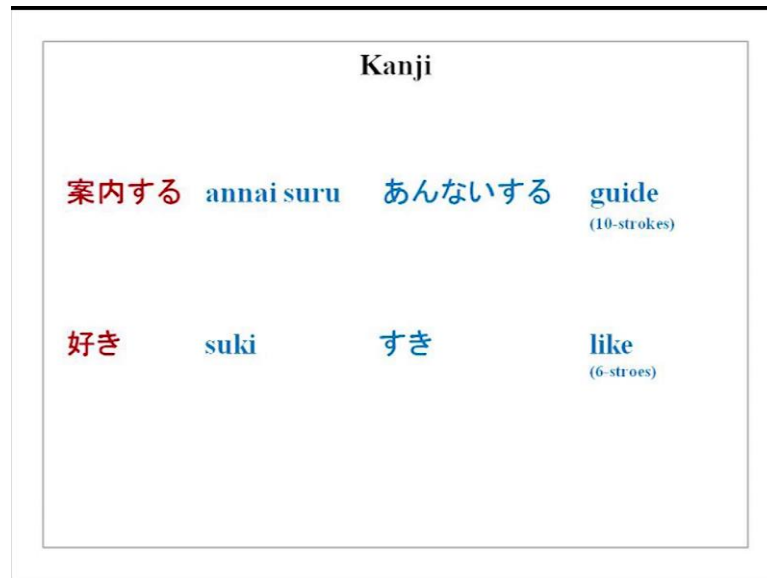 Kanji
案内する annai suru あんないする guide
(10-strokes)
好き suki すき like
(6-stroes)